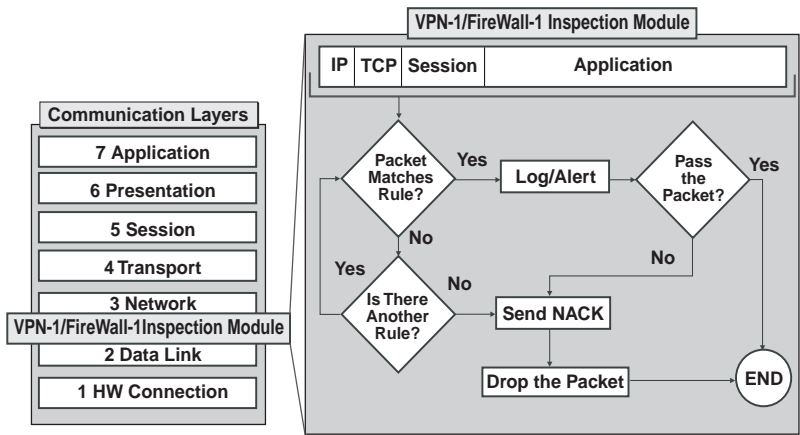 VPN-1/FireWall-1 Inspection Module
IP TCP Session Application
Communication Layers
7 Application
6 Presentation
5 Session
4 Transport
3 Network
VPN-1/FireWall-1Inspection Module
2 Data Link
1 HW Connection
Packet
Matches
Rule?
Yes
Log/Alert
Pass
the
Packet?
Yes
No
No
Yes
Is There
Another
Rule?
No
Send NACK
Drop the Packet
END